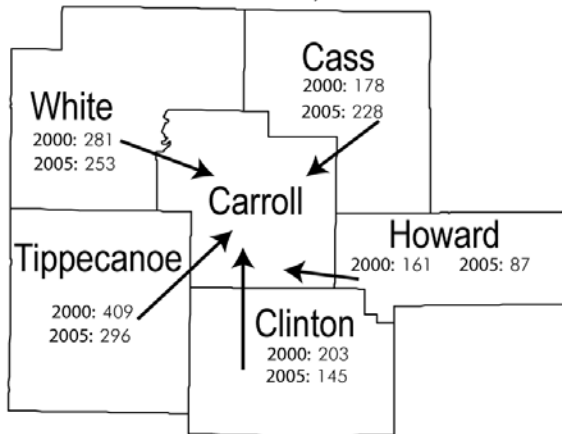 Cass
2000: 178
2005: 228
White
2000: 281
2005: 253
Carroll
Howard
2000: 161 2005: 87
Tippecanoe
2000: 409
2005: 296
Clinton
2000: 203
2005: 145